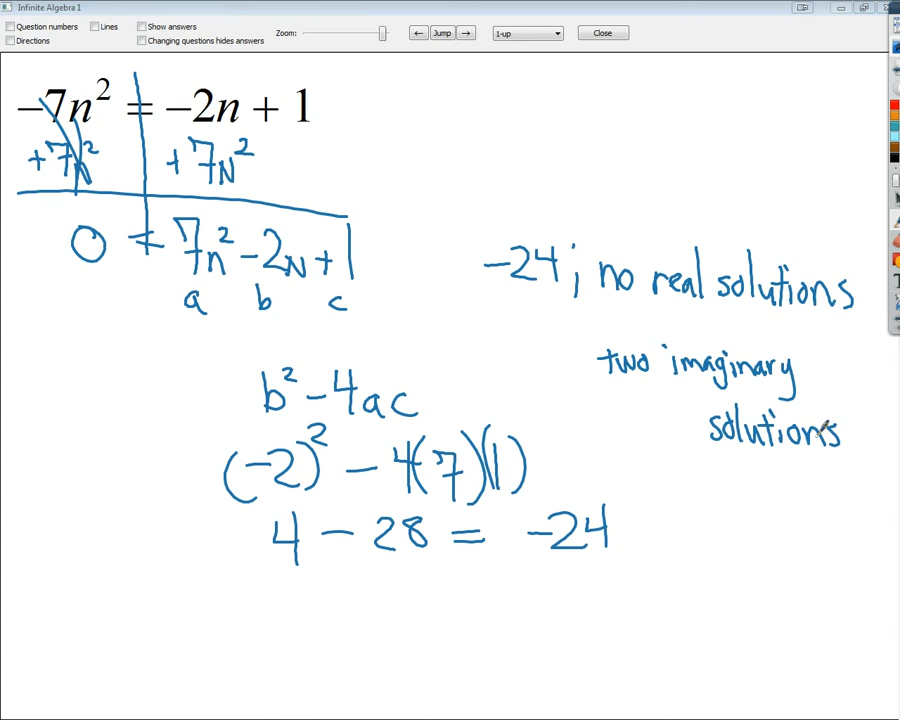 Infinite Algebra 1
Question numbers Lines Show answers
Directions Changing questions hides answers
Zoom: ← Jump → 1-up Close
−7n² = −2n + 1
+7n² +7n²
0 = 7n² −2n + 1
a b c
−24; no real solutions
two imaginary
solutions
b² − 4ac
(−2)² − 4(7)(1)
4 − 28 = −24